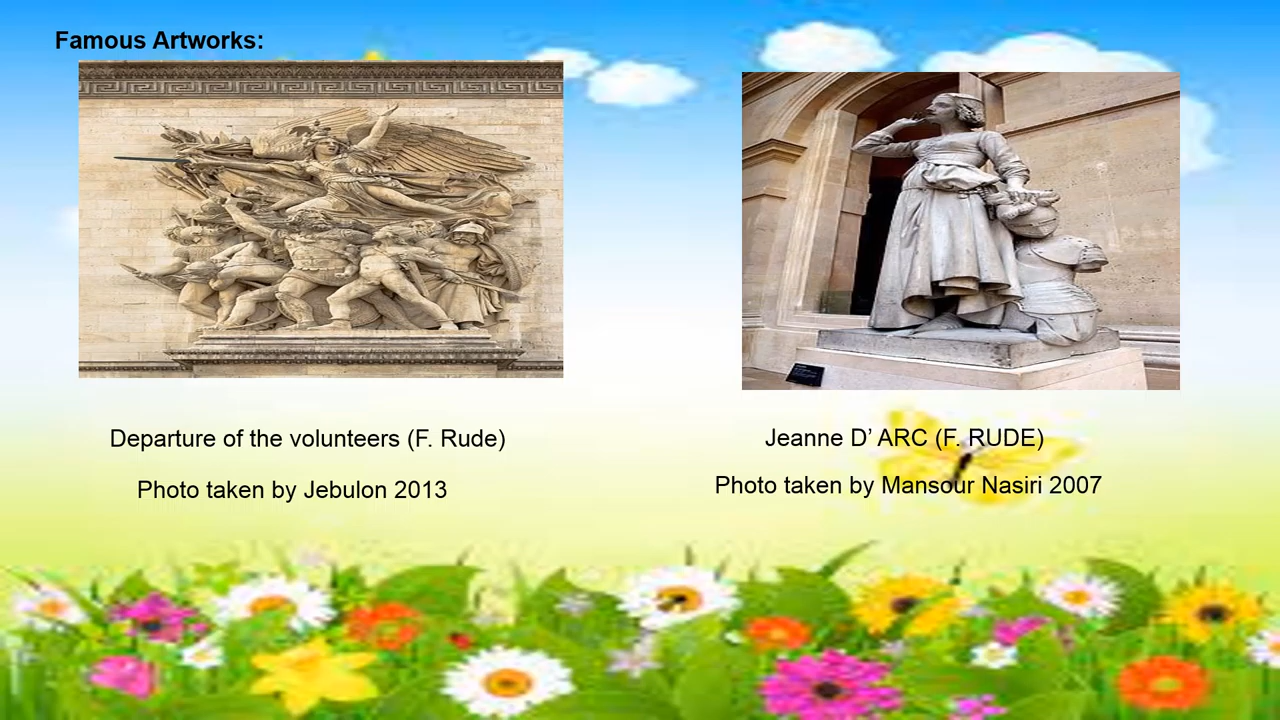 Famous Artworks:
Departure of the volunteers (F. Rude)
Photo taken by Jebulon 2013
Jeanne D’ ARC (F. RUDE)
Photo taken by Mansour Nasiri 2007